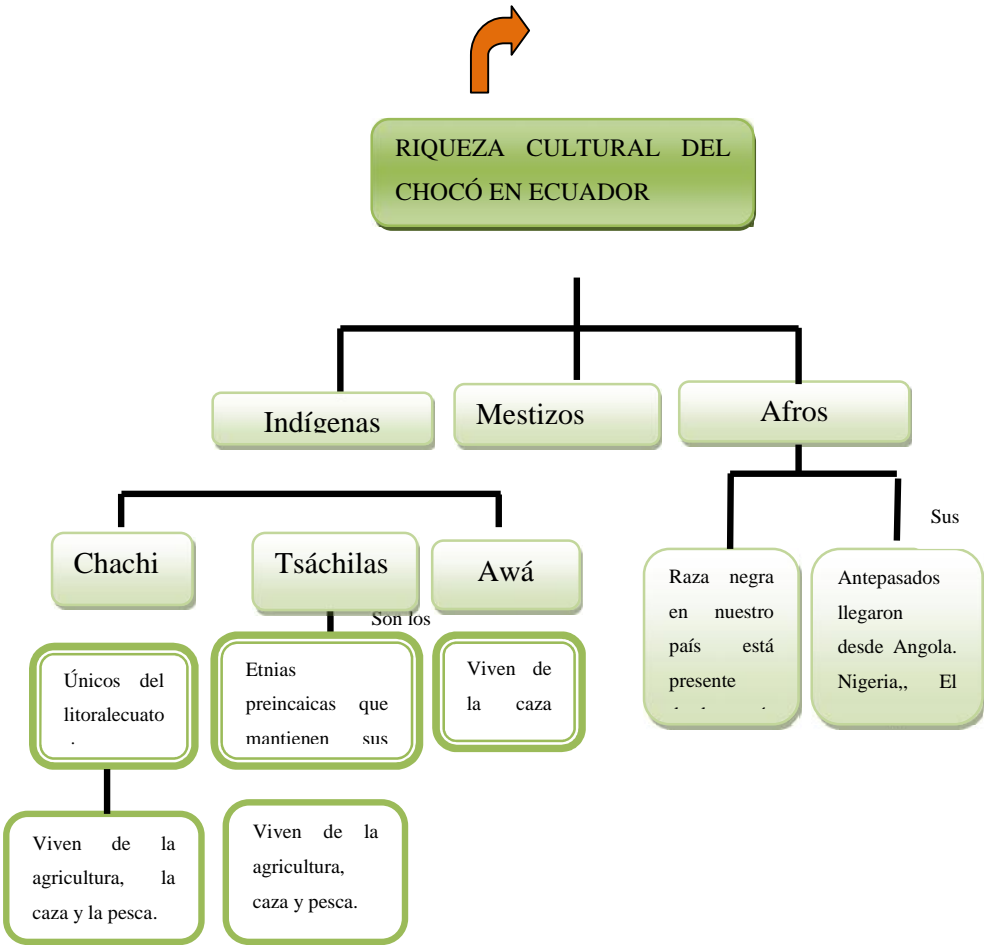 RIQUEZA CULTURAL DEL
CHOCÓ EN ECUADOR
Indígenas
Mestizos
Afros
Chachi
Tsáchilas
Awá
Sus
Son los
Únicos del
litoralecuato
Etnias
preincaicas que
mantienen sus
Viven de
la caza
Raza negra
en nuestro
país está
presente
Antepasados
llegaron
desde Angola.
Nigeria,, El
Viven de la
agricultura, la
caza y la pesca.
Viven de la
agricultura,
caza y pesca.